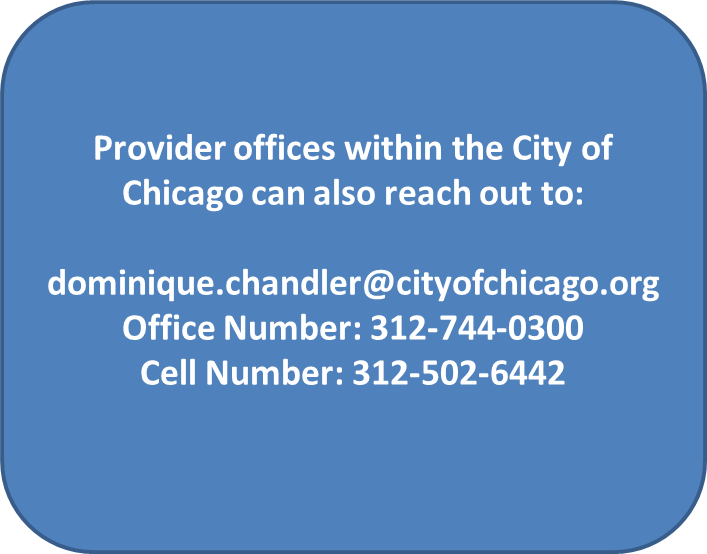 Provider offices within the City of
Chicago can also reach out to:
dominique.chandler@cityofchicago.org
Office Number: 312-744-0300
Cell Number: 312-502-6442